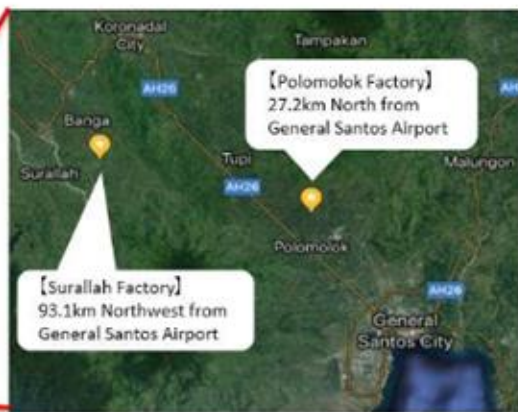 Koronadal
City
Tampakan
AH26
AH
【Polomolok Factory】
27.2km North from
General Santos Airport
Banga
Tupi
Malungon
Surallah
AH26
Polomolok
【Surallah Factory】
93.1km Northwest from
General Santos Airport
AH26
General
Santos City